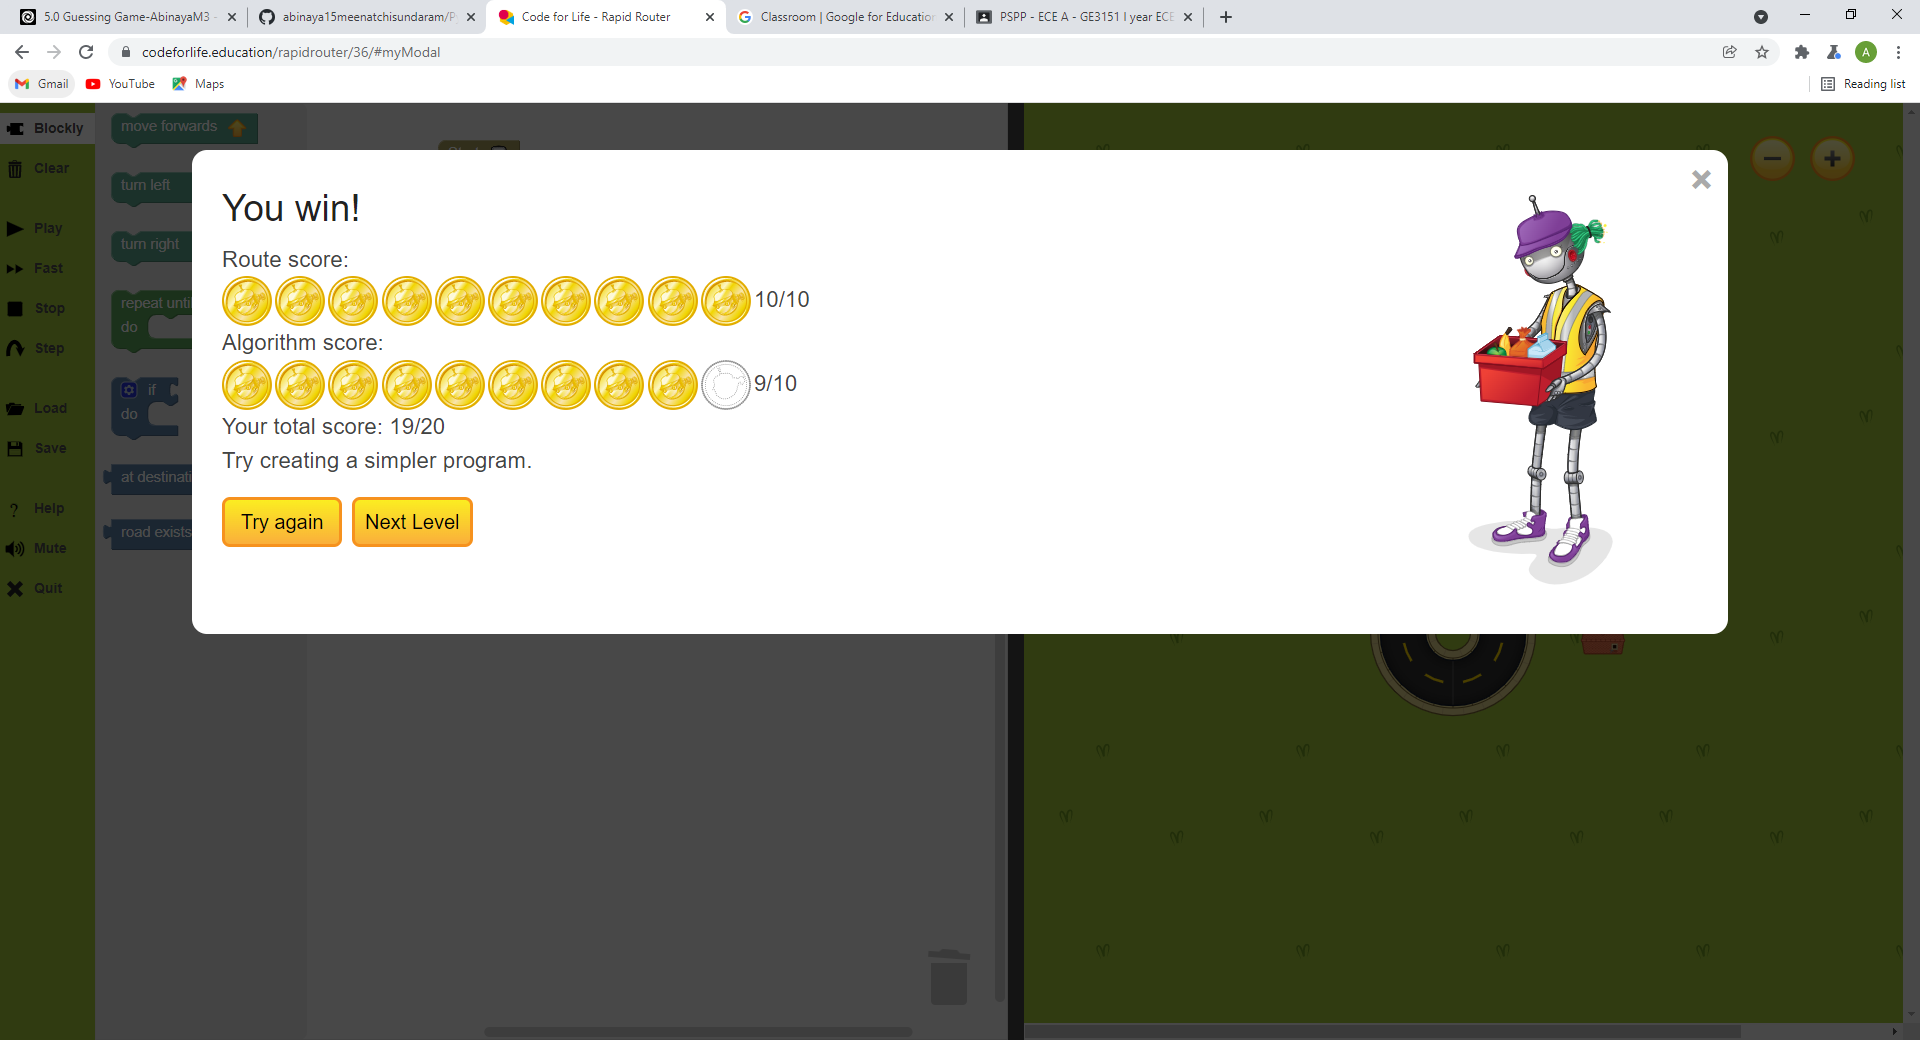 5.0 Guessing Game-AbinayaM3 -
abinaya15meenatchisundaram/P
Code for Life - Rapid Router
Classroom | Google for Education
PSPP - ECE A - GE3151 I year ECE
codeforlife.education/rapidrouter/36/#myModal
A
Gmail
YouTube
Maps
Reading list
Blockly
Clear
Play
Fast
Stop
Step
Load
Save
Help
Mute
Quit
move forwards
turn left
turn right
repeat until
do
if
do
at destinati
road exists
You win!
Route score:
10/10
Algorithm score:
9/10
Your total score: 19/20
Try creating a simpler program.
Try again
Next Level